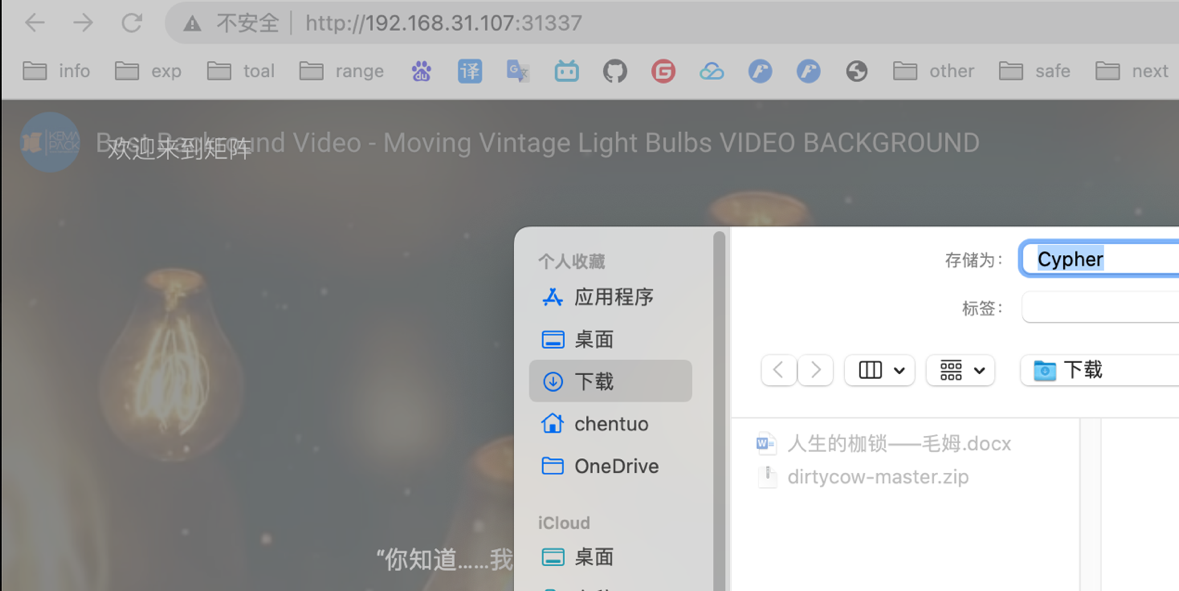 不安全 | http://192.168.31.107:31337
info exp toal range other safe next
Best Background Video - Moving Vintage Light Bulbs VIDEO BACKGROUND
欢迎来到矩阵
个人收藏
应用程序
桌面
下载
chentuo
OneDrive
iCloud
桌面
存储为：
Cypher
标签：
下载
人生的枷锁——毛姆.docx
dirtycow-master.zip
“你知道……我